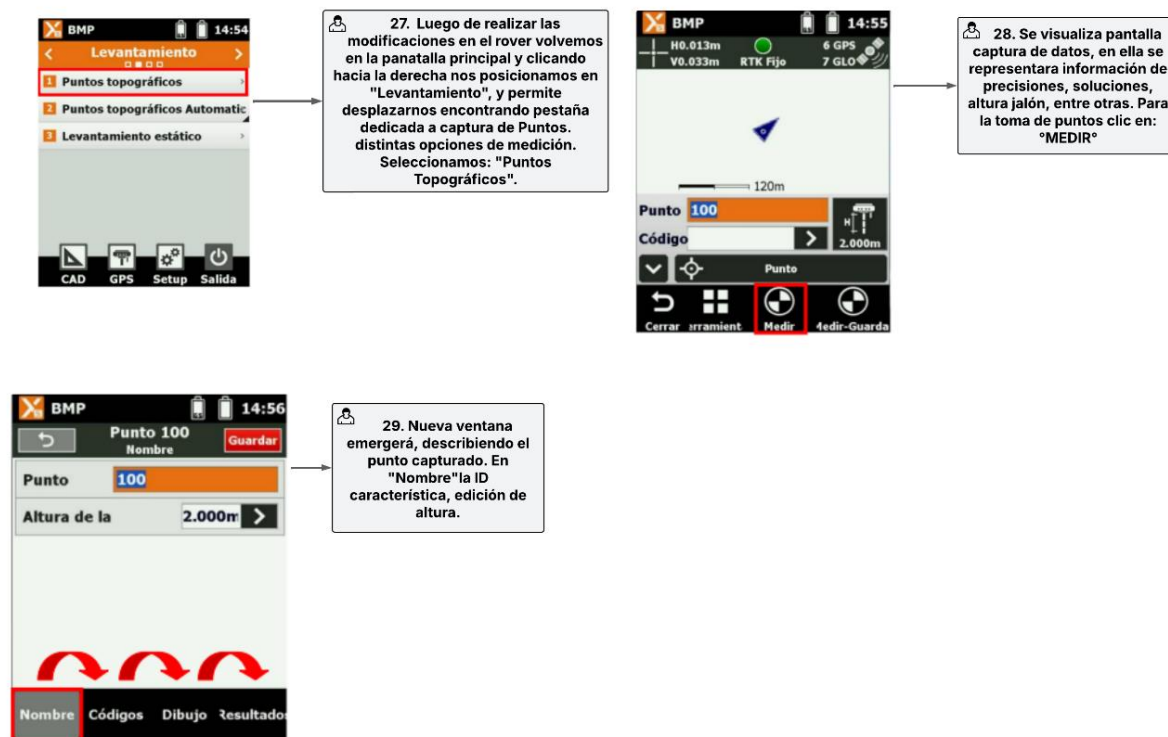 BMP 14:54
< Levantamiento >
1 Puntos topográficos >
2 Puntos topográficos Automatic
3 Levantamiento estático >
CAD GPS Setup Salida
27. Luego de realizar las
modificaciones en el rover volvemos
en la panatalla principal y clicando
hacia la derecha nos posicionamos en
"Levantamiento", y permite
desplazarnos encontrando pestaña
dedicada a captura de Puntos.
distintas opciones de medición.
Seleccionamos: "Puntos
Topográficos".
BMP 14:55
H0.013m 6 GPS
V0.033m RTK Fijo 7 GLO
120m
Punto 100
H
Código > 2.000m
Punto
Cerrar erramient Medir Medir-Guarda
28. Se visualiza pantalla
captura de datos, en ella se
representara información de
precisiones, soluciones,
altura jalón, entre otras. Para
la toma de puntos clic en:
°MEDIR°
BMP 14:56
Punto 100 Guardar
Nombre
Punto 100
Altura de la 2.000m >
Nombre Códigos Dibujo Resultados
29. Nueva ventana
emergerá, describiendo el
punto capturado. En
"Nombre"la ID
característica, edición de
altura.